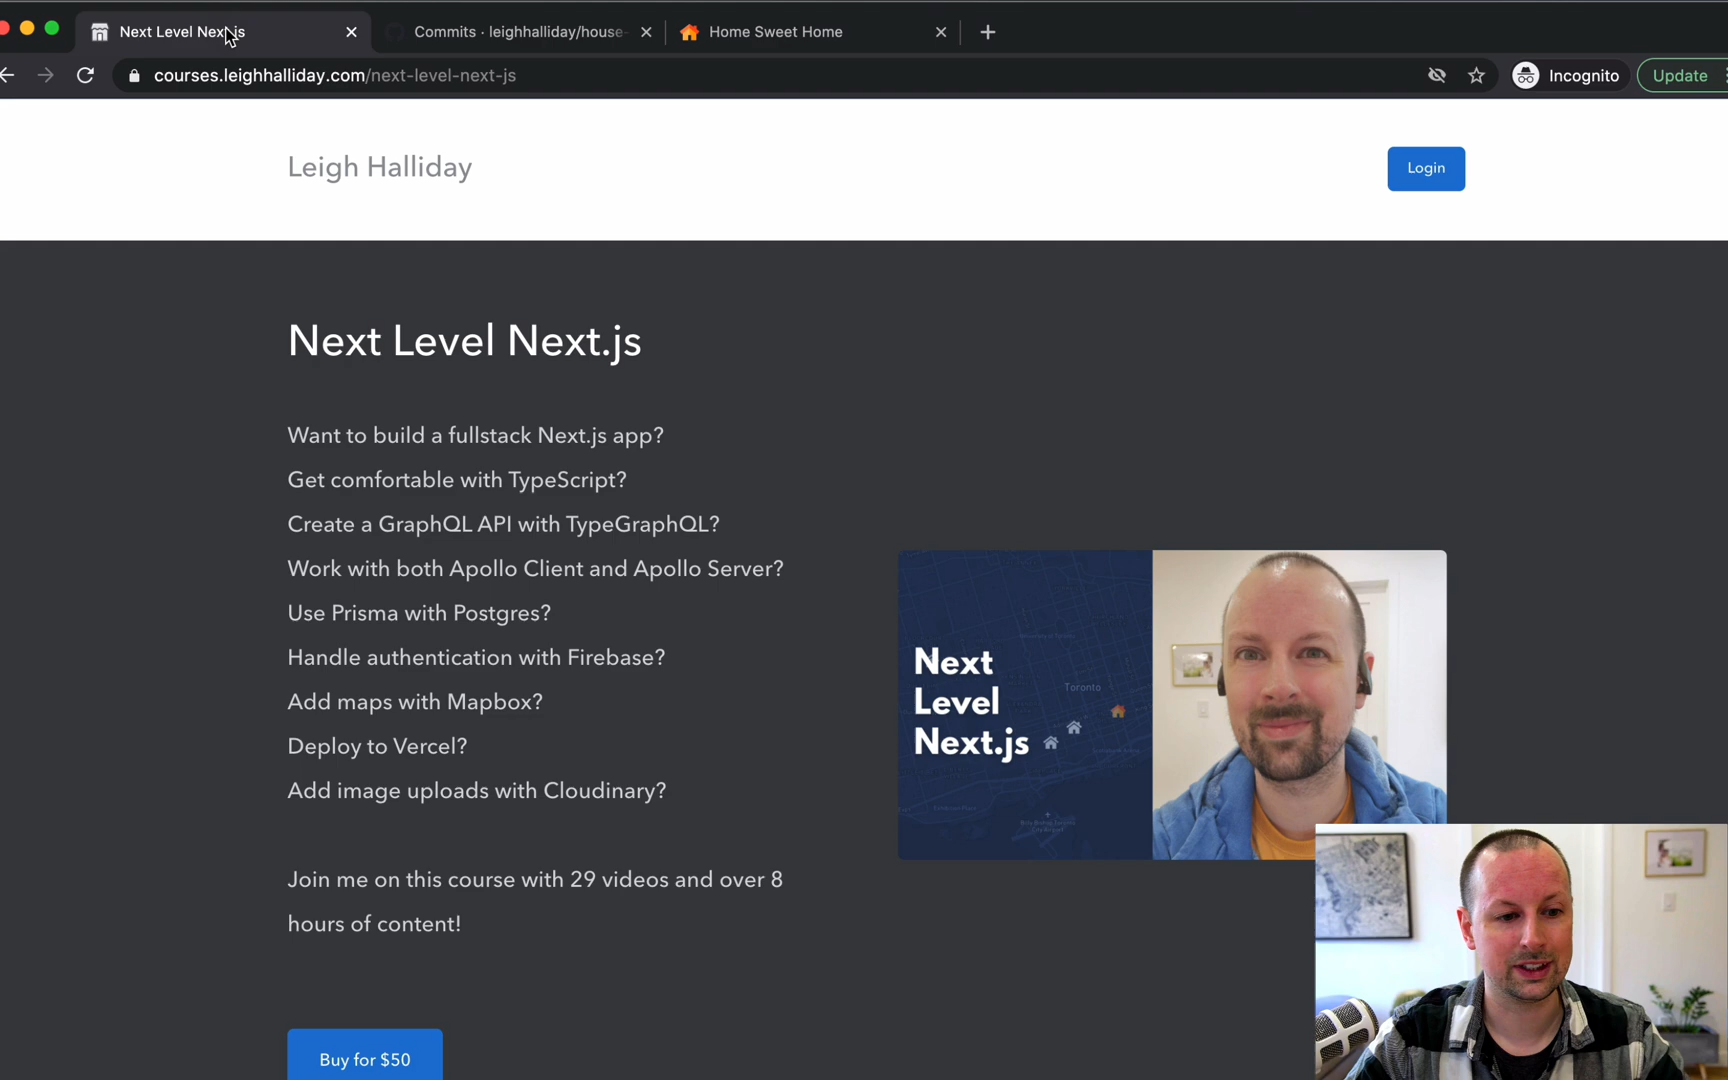 Next Level Next.js
Commits · leighhalliday/house-
Home Sweet Home
courses.leighhalliday.com/next-level-next-js
Incognito
Update
Leigh Halliday
Login
Next Level Next.js
Want to build a fullstack Next.js app?
Get comfortable with TypeScript?
Create a GraphQL API with TypeGraphQL?
Work with both Apollo Client and Apollo Server?
Use Prisma with Postgres?
Handle authentication with Firebase?
Add maps with Mapbox?
Deploy to Vercel?
Add image uploads with Cloudinary?
Join me on this course with 29 videos and over 8
hours of content!
Buy for $50
Next
Level
Next.js
Toronto